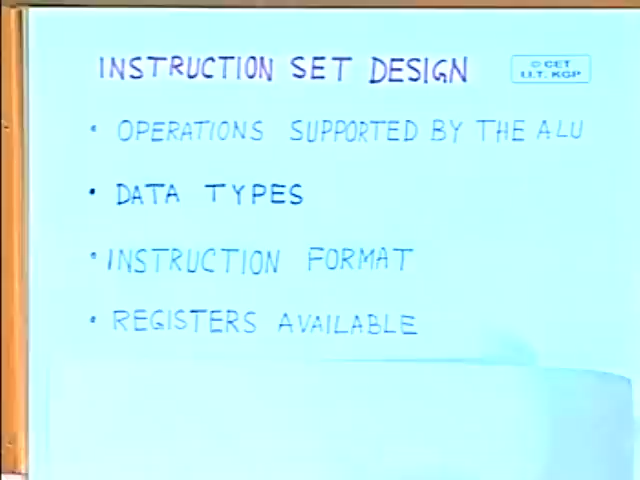 INSTRUCTION SET DESIGN
© CET
I.I.T. KGP
• OPERATIONS SUPPORTED BY THE ALU
• DATA TYPES
• INSTRUCTION FORMAT
• REGISTERS AVAILABLE